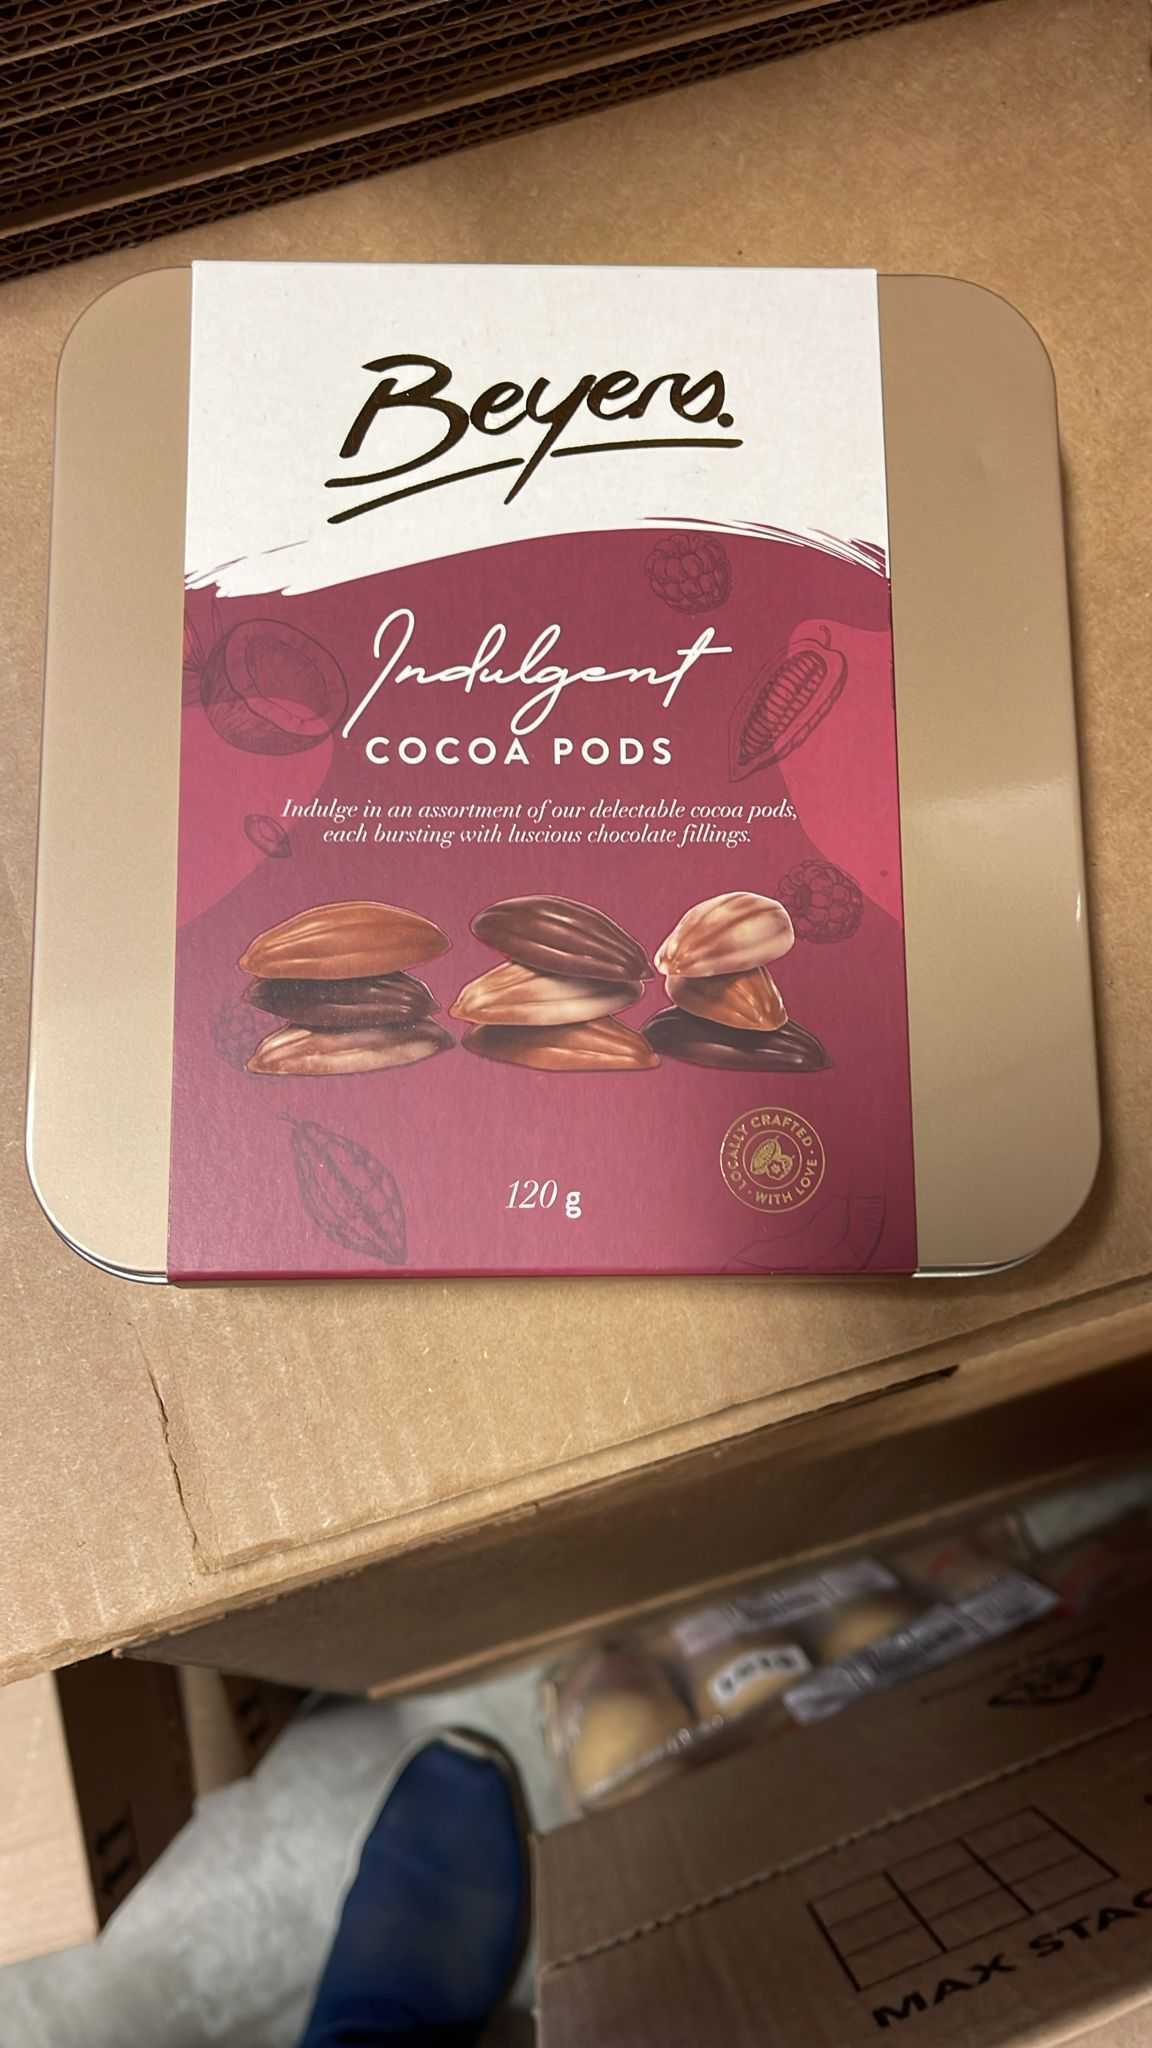 Beyers.
Indulgent
COCOA PODS
Indulge in an assortment of our delectable cocoa pods,
each bursting with luscious chocolate fillings.
LOCALLY CRAFTED
· WITH LOVE ·
120 g
MAX STAC